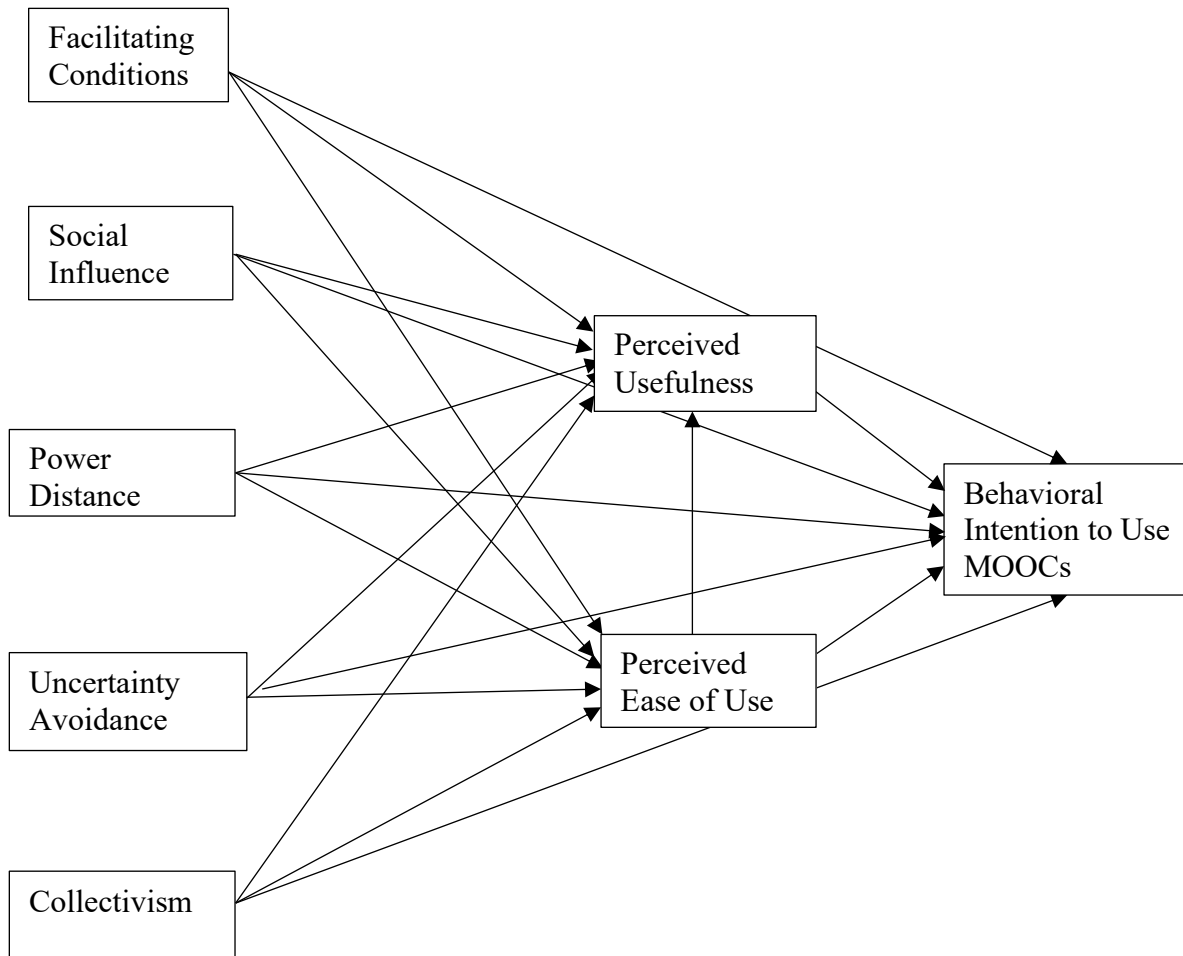 Facilitating
Conditions
Social
Influence
Perceived
Usefulness
Power
Distance
Behavioral
Intention to Use
MOOCs
Uncertainty
Avoidance
Perceived
Ease of Use
Collectivism